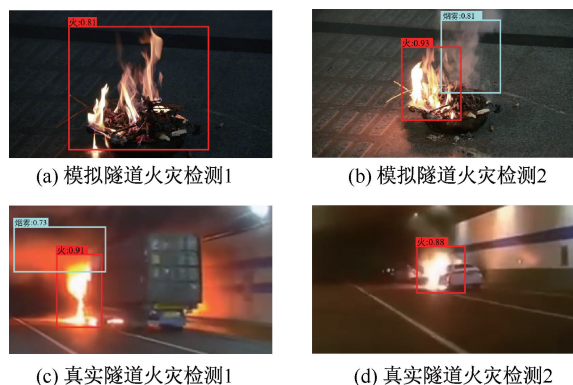 火:0.81
烟雾:0.81
火:0.93
(a) 模拟隧道火灾检测1
(b) 模拟隧道火灾检测2
烟雾:0.73
火:0.91
火:0.88
(c) 真实隧道火灾检测1
(d) 真实隧道火灾检测2